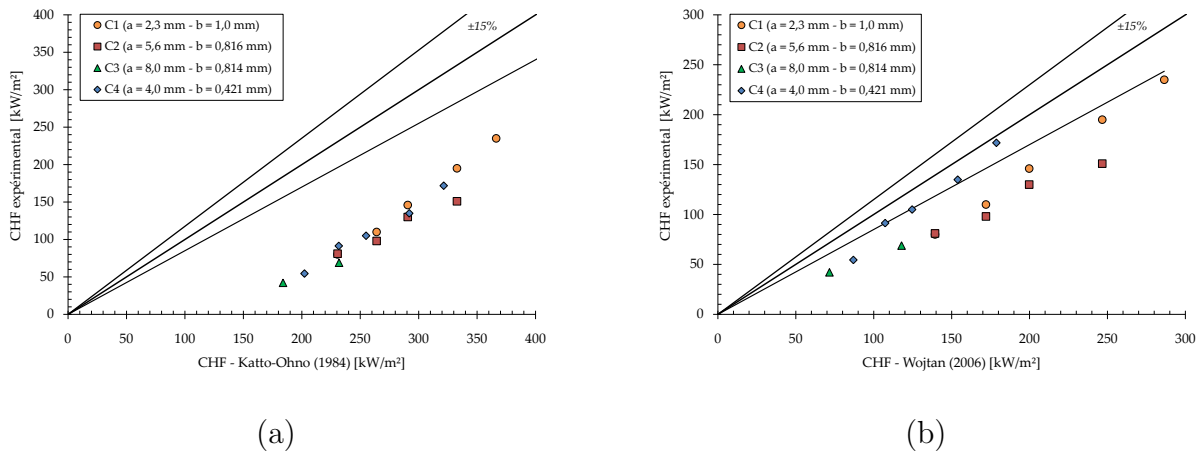 400
350
300
250
200
150
100
50
0
CHF expérimental [kW/m²]
C1 (a = 2,3 mm - b = 1,0 mm)
C2 (a = 5,6 mm - b = 0,816 mm)
C3 (a = 8,0 mm - b = 0,814 mm)
C4 (a = 4,0 mm - b = 0,421 mm)
±15%
0 50 100 150 200 250 300 350 400
CHF - Katto-Ohno (1984) [kW/m²]
(a)
300
250
200
150
100
50
0
CHF expérimental [kW/m²]
C1 (a = 2,3 mm - b = 1,0 mm)
C2 (a = 5,6 mm - b = 0,816 mm)
C3 (a = 8,0 mm - b = 0,814 mm)
C4 (a = 4,0 mm - b = 0,421 mm)
±15%
0 50 100 150 200 250 300
CHF - Wojtan (2006) [kW/m²]
(b)